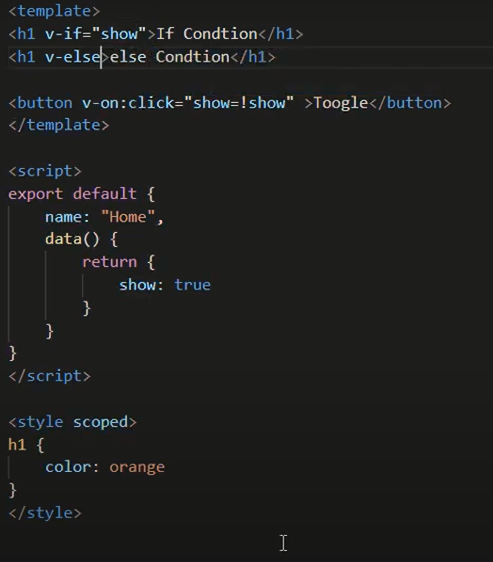 <template>
<h1 v-if="show">If Condtion</h1>
<h1 v-else>else Condtion</h1>
<button v-on:click="show=!show" >Toogle</button>
</template>
<script>
export default {
    name: "Home",
    data() {
        return {
            show: true
        }
    }
}
</script>
<style scoped>
h1 {
    color: orange
}
</style>